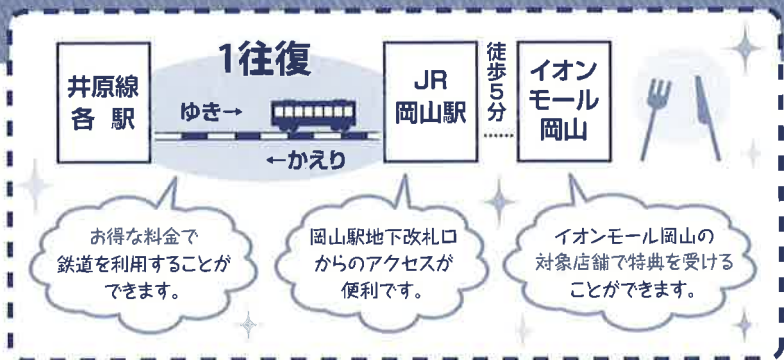 1往復
井原線
各駅
ゆき→
←かえり
JR
岡山駅
徒歩5分
イオン
モール
岡山
お得な料金で
鉄道を利用することが
できます。
岡山駅地下改札口
からのアクセスが
便利です。
イオンモール岡山の
対象店舗で特典を受ける
ことができます。